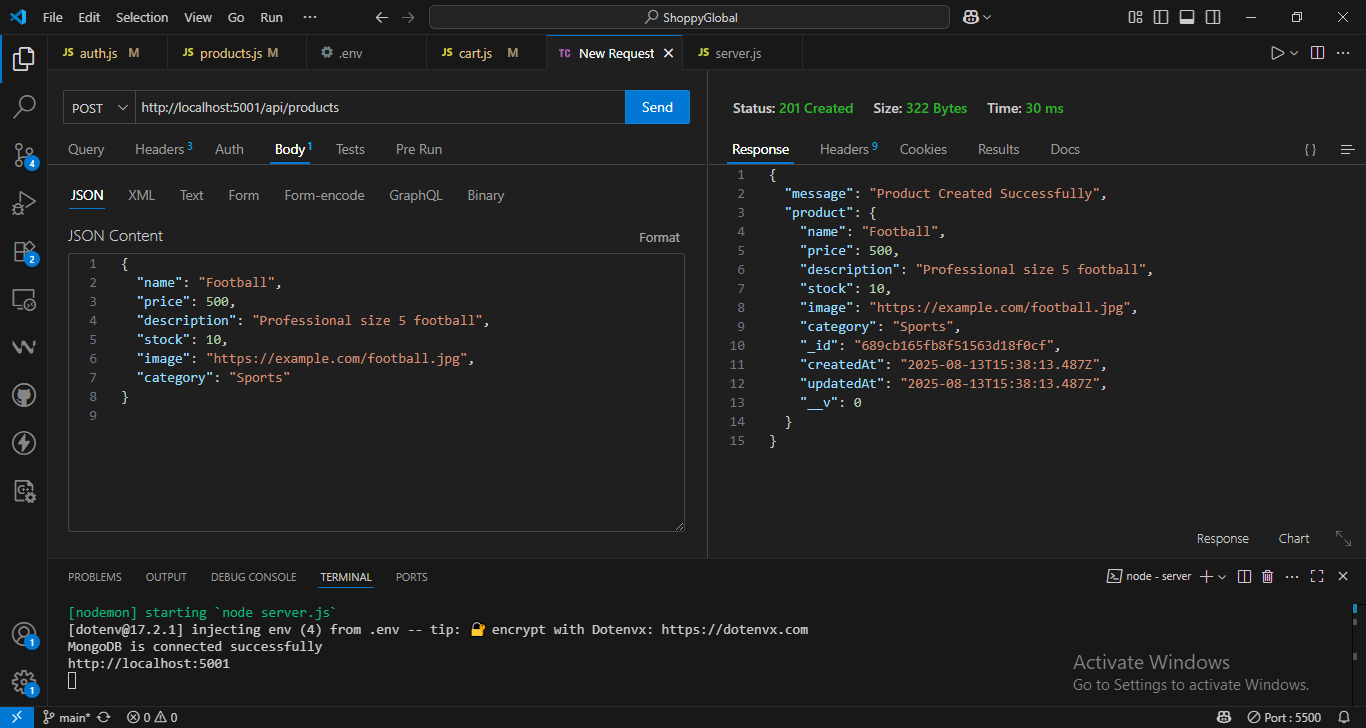 File Edit Selection View Go Run ··· ShoppyGlobal
JS auth.js M JS products.js M .env JS cart.js M TC New Request JS server.js
POST http://localhost:5001/api/products Send
Query Headers 3 Auth Body 1 Tests Pre Run
JSON XML Text Form Form-encode GraphQL Binary
JSON Content Format
1 {
2 "name": "Football",
3 "price": 500,
4 "description": "Professional size 5 football",
5 "stock": 10,
6 "image": "https://example.com/football.jpg",
7 "category": "Sports"
8 }
9
Status: 201 Created Size: 322 Bytes Time: 30 ms
Response Headers 9 Cookies Results Docs { }
1 {
2 "message": "Product Created Successfully",
3 "product": {
4 "name": "Football",
5 "price": 500,
6 "description": "Professional size 5 football",
7 "stock": 10,
8 "image": "https://example.com/football.jpg",
9 "category": "Sports",
10 "_id": "689cb165fb8f51563d18f0cf",
11 "createdAt": "2025-08-13T15:38:13.487Z",
12 "updatedAt": "2025-08-13T15:38:13.487Z",
13 "__v": 0
14 }
15 }
Response Chart
4
2
1
1
PROBLEMS OUTPUT DEBUG CONSOLE TERMINAL PORTS node - server
[nodemon] starting `node server.js`
[dotenv@17.2.1] injecting env (4) from .env -- tip: 🔐 encrypt with Dotenvx: https://dotenvx.com
MongoDB is connected successfully
http://localhost:5001
Activate Windows
Go to Settings to activate Windows.
main* 0 0 Port : 5500